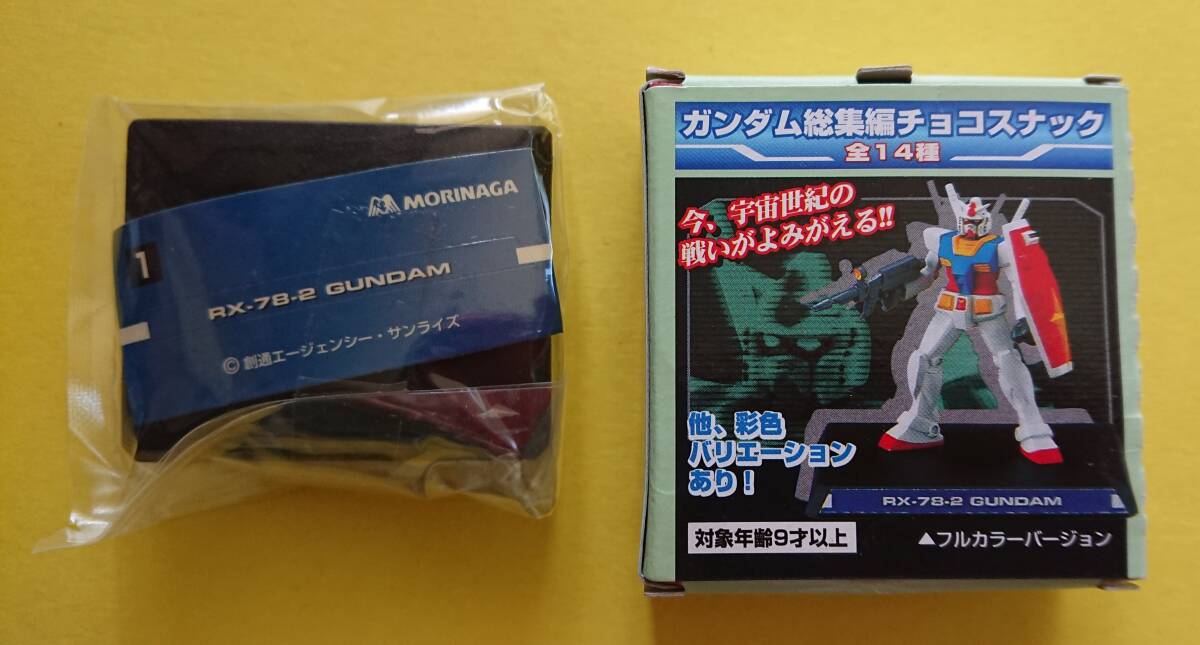 MORINAGA
1
RX-78-2 GUNDAM
© 創通エージェンシー・サンライズ
ガンダム総集編チョコスナック
全14種
今、宇宙世紀の
戦いがよみがえる!!
他、彩色
バリエーション
あり!
RX-78-2 GUNDAM
対象年齢9才以上
▲フルカラーバージョン